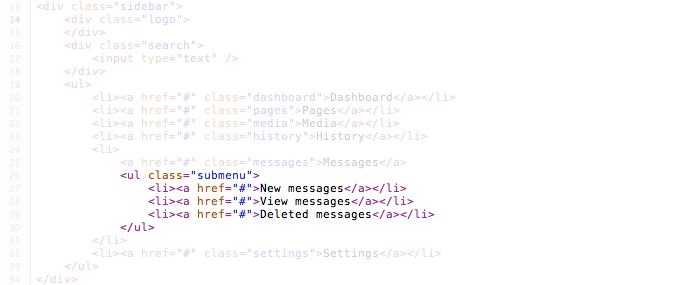 13 <div class="sidebar">
14 <div class="logo">
15 </div>
16 <div class="search">
17 <input type="text" />
18 </div>
19 <ul>
20 <li><a href="#" class="dashboard">Dashboard</a></li>
21 <li><a href="#" class="pages">Pages</a></li>
22 <li><a href="#" class="media">Media</a></li>
23 <li><a href="#" class="history">History</a></li>
24 <li>
25 <a href="#" class="messages">Messages</a>
26 <ul class="submenu">
27 <li><a href="#">New messages</a></li>
28 <li><a href="#">View messages</a></li>
29 <li><a href="#">Deleted messages</a></li>
30 </ul>
31 </li>
32 <li><a href="#" class="settings">Settings</a></li>
33 </ul>
34 </div>